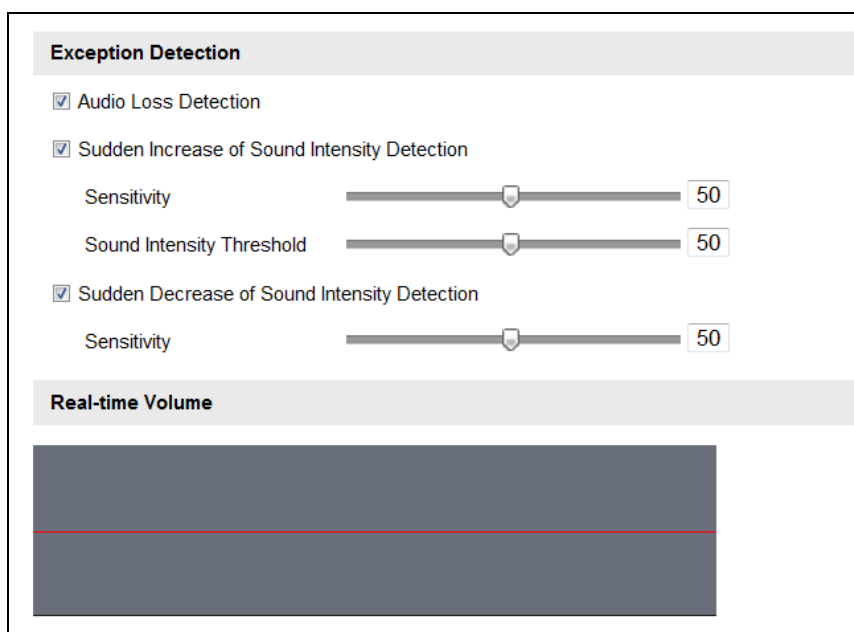 Exception Detection
Audio Loss Detection
Sudden Increase of Sound Intensity Detection
Sensitivity 50
Sound Intensity Threshold 50
Sudden Decrease of Sound Intensity Detection
Sensitivity 50
Real-time Volume